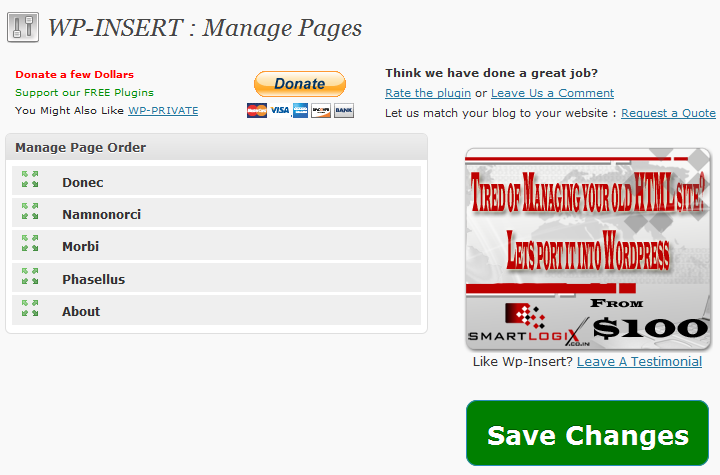 WP-INSERT : Manage Pages
Donate a few Dollars
Support our FREE Plugins
You Might Also Like WP-PRIVATE
Donate
VISA
BANK
Think we have done a great job?
Rate the plugin or Leave Us a Comment
Let us match your blog to your website : Request a Quote
Manage Page Order
Donec
Namnonorci
Morbi
Phasellus
About
TIRED OF MANAGING YOUR OLD HTML SITE?
LETS PORT IT INTO WORDPRESS
FROM
$100
SMARTLOGIX
.CO.IN
Like Wp-Insert? Leave A Testimonial
Save Changes